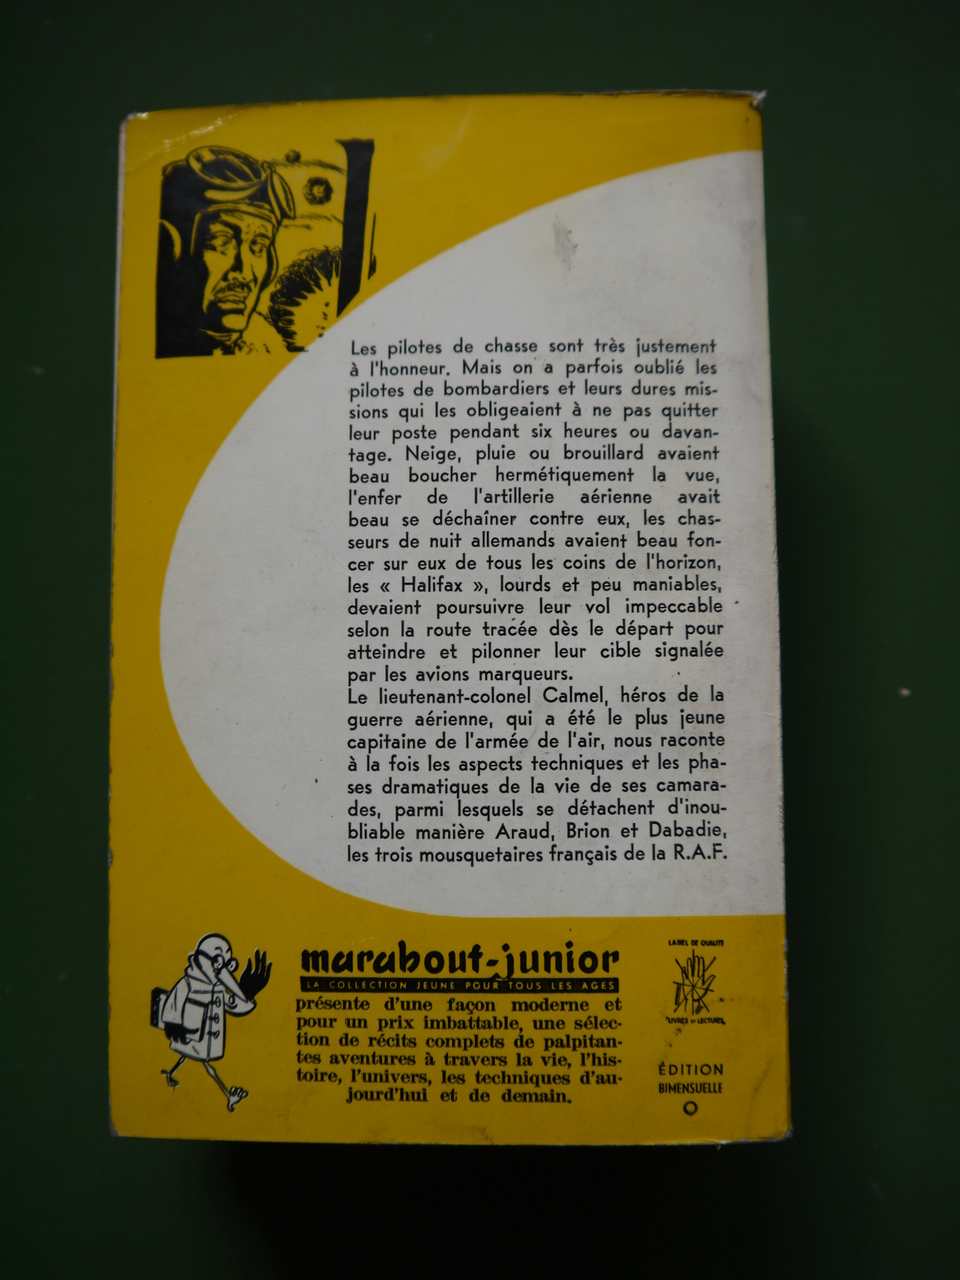 Les pilotes de chasse sont très justement
à l'honneur. Mais on a parfois oublié les
pilotes de bombardiers et leurs dures mis-
sions qui les obligeaient à ne pas quitter
leur poste pendant six heures ou davan-
tage. Neige, pluie ou brouillard avaient
beau boucher hermétiquement la vue,
l'enfer de l'artillerie aérienne avait
beau se déchaîner contre eux, les chas-
seurs de nuit allemands avaient beau fon-
cer sur eux de tous les coins de l'horizon,
les « Halifax », lourds et peu maniables,
devaient poursuivre leur vol impeccable
selon la route tracée dès le départ pour
atteindre et pilonner leur cible signalée
par les avions marqueurs.
Le lieutenant-colonel Calmel, héros de la
guerre aérienne, qui a été le plus jeune
capitaine de l'armée de l'air, nous raconte
à la fois les aspects techniques et les pha-
ses dramatiques de la vie de ses camara-
des, parmi lesquels se détachent d'inou-
bliable manière Araud, Brion et Dabadie,
les trois mousquetaires français de la R.A.F.
marabout-junior
LA COLLECTION JEUNE POUR TOUS LES AGES
présente d'une façon moderne et
pour un prix imbattable, une sélec-
tion de récits complets de palpitan-
tes aventures à travers la vie, l'his-
toire, l'univers, les techniques d'au-
jourd'hui et de demain.
LABEL DE QUALITÉ
"LIVRES et LECTURES"
ÉDITION
BIMENSUELLE